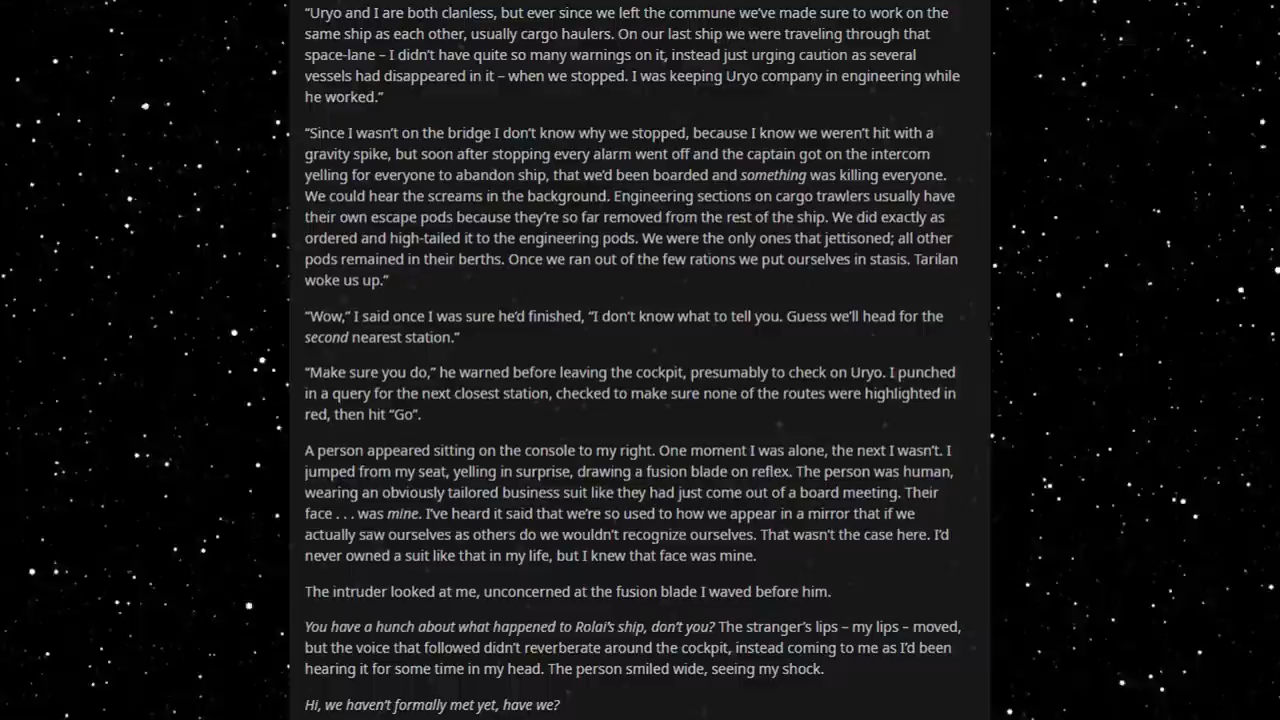 “Uryo and I are both clanless, but ever since we left the commune we’ve made sure to work on the
same ship as each other, usually cargo haulers. On our last ship we were traveling through that
space-lane – I didn’t have quite so many warnings on it, instead just urging caution as several
vessels had disappeared in it – when we stopped. I was keeping Uryo company in engineering while
he worked.”
“Since I wasn’t on the bridge I don’t know why we stopped, because I know we weren’t hit with a
gravity spike, but soon after stopping every alarm went off and the captain got on the intercom
yelling for everyone to abandon ship, that we’d been boarded and something was killing everyone.
We could hear the screams in the background. Engineering sections on cargo trawlers usually have
their own escape pods because they’re so far removed from the rest of the ship. We did exactly as
ordered and high-tailed it to the engineering pods. We were the only ones that jettisoned; all other
pods remained in their berths. Once we ran out of the few rations we put ourselves in stasis. Tarilan
woke us up.”
“Wow,” I said once I was sure he’d finished, “I don’t know what to tell you. Guess we’ll head for the
second nearest station.”
“Make sure you do,” he warned before leaving the cockpit, presumably to check on Uryo. I punched
in a query for the next closest station, checked to make sure none of the routes were highlighted in
red, then hit “Go”.
A person appeared sitting on the console to my right. One moment I was alone, the next I wasn’t. I
jumped from my seat, yelling in surprise, drawing a fusion blade on reflex. The person was human,
wearing an obviously tailored business suit like they had just come out of a board meeting. Their
face . . . was mine. I’ve heard it said that we’re so used to how we appear in a mirror that if we
actually saw ourselves as others do we wouldn’t recognize ourselves. That wasn’t the case here. I’d
never owned a suit like that in my life, but I knew that face was mine.
The intruder looked at me, unconcerned at the fusion blade I waved before him.
You have a hunch about what happened to Rolai’s ship, don’t you? The stranger’s lips – my lips – moved,
but the voice that followed didn’t reverberate around the cockpit, instead coming to me as I’d been
hearing it for some time in my head. The person smiled wide, seeing my shock.
Hi, we haven’t formally met yet, have we?